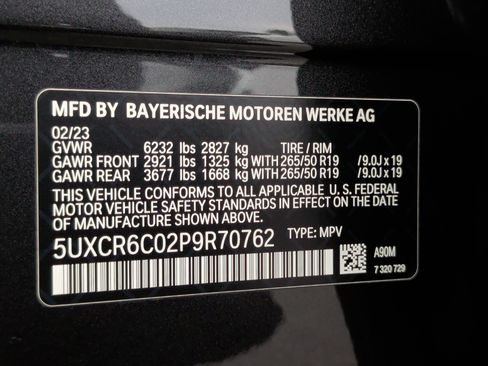 MFD BY BAYERISCHE MOTOREN WERKE AG
02/23
GVWR 6232 lbs 2827 kg TIRE / RIM
GAWR FRONT 2921 lbs 1325 kg WITH 265/50 R19 /9.0J x 19
GAWR REAR 3677 lbs 1668 kg WITH 265/50 R19 /9.0J x 19
THIS VEHICLE CONFORMS TO ALL APPLICABLE U. S. FEDERAL
MOTOR VEHICLE SAFETY STANDARDS IN EFFECT ON
THE DATE OF MANUFACTURE SHOWN ABOVE.
5UXCR6C02P9R70762 TYPE: MPV
A90M
7 320 729